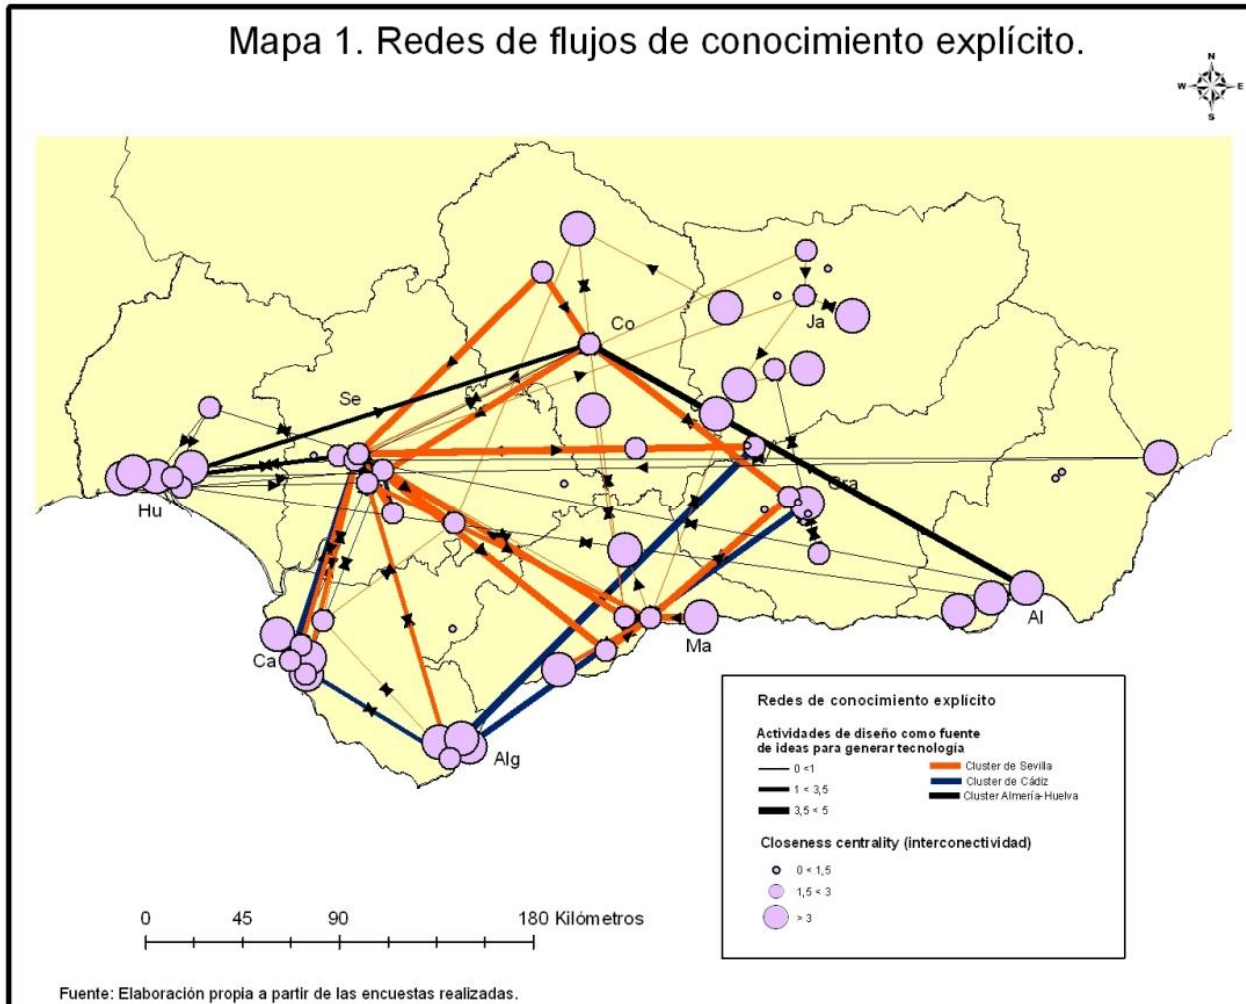 Mapa 1. Redes de flujos de conocimiento explícito.
N
W E
S
Co
Ja
Se
Gra
Hu
Al
Ma
Ca
Alg
Redes de conocimiento explícito
Actividades de diseño como fuente
de ideas para generar tecnología
0 <1
1 < 3,5
3,5 < 5
Cluster de Sevilla
Cluster de Cádiz
Cluster Almería-Huelva
Closeness centrality (interconectividad)
0 < 1,5
1,5 < 3
> 3
0 45 90 180 Kilómetros
Fuente: Elaboración propia a partir de las encuestas realizadas.